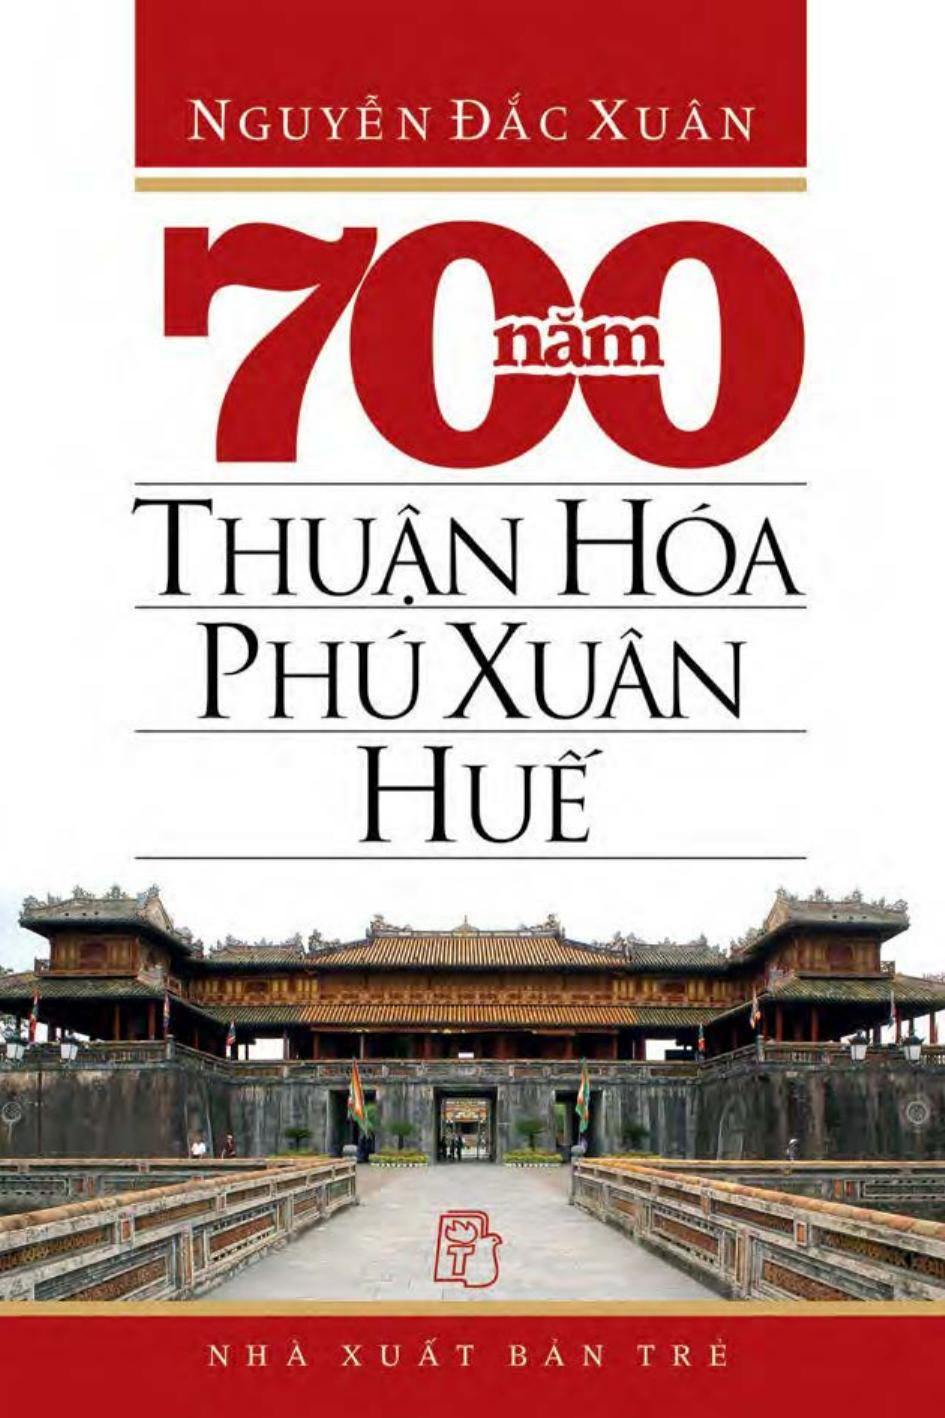 NGUYỄN ĐẮC XUÂN
700
năm
THUẬN HÓA
PHÚ XUÂN
HUẾ
T
NHÀ XUẤT BẢN TRẺ